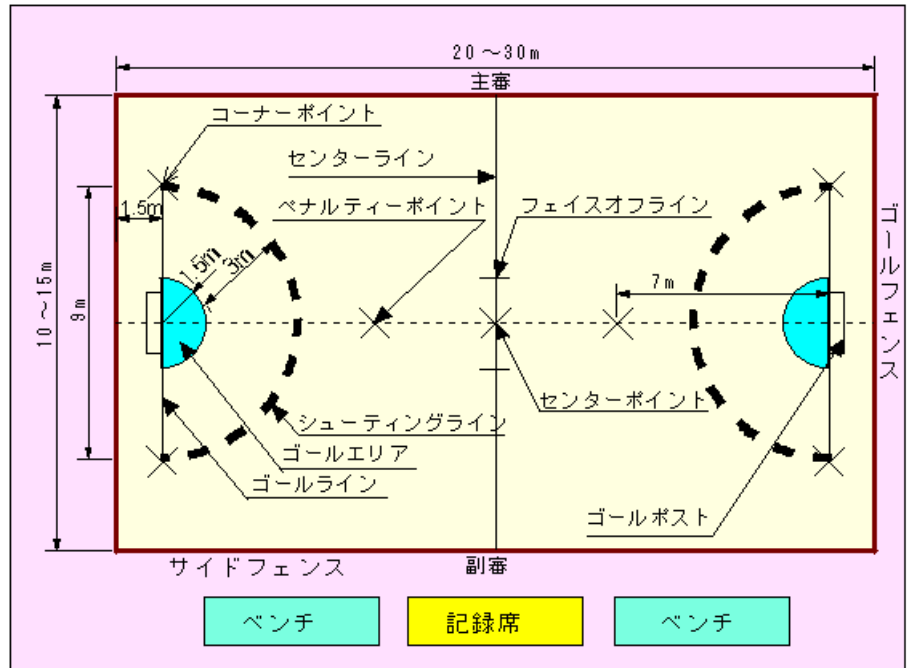 20～30m
主審
コーナーポイント
センターライン
1.5m
ペナルティーポイント
フェイスオフライン
1.5m
3m
7m
10～15m
9m
ゴールフェンス
シューティングライン
センターポイント
ゴールエリア
ゴールライン
ゴールポスト
サイドフェンス
副審
ベンチ
記録席
ベンチ